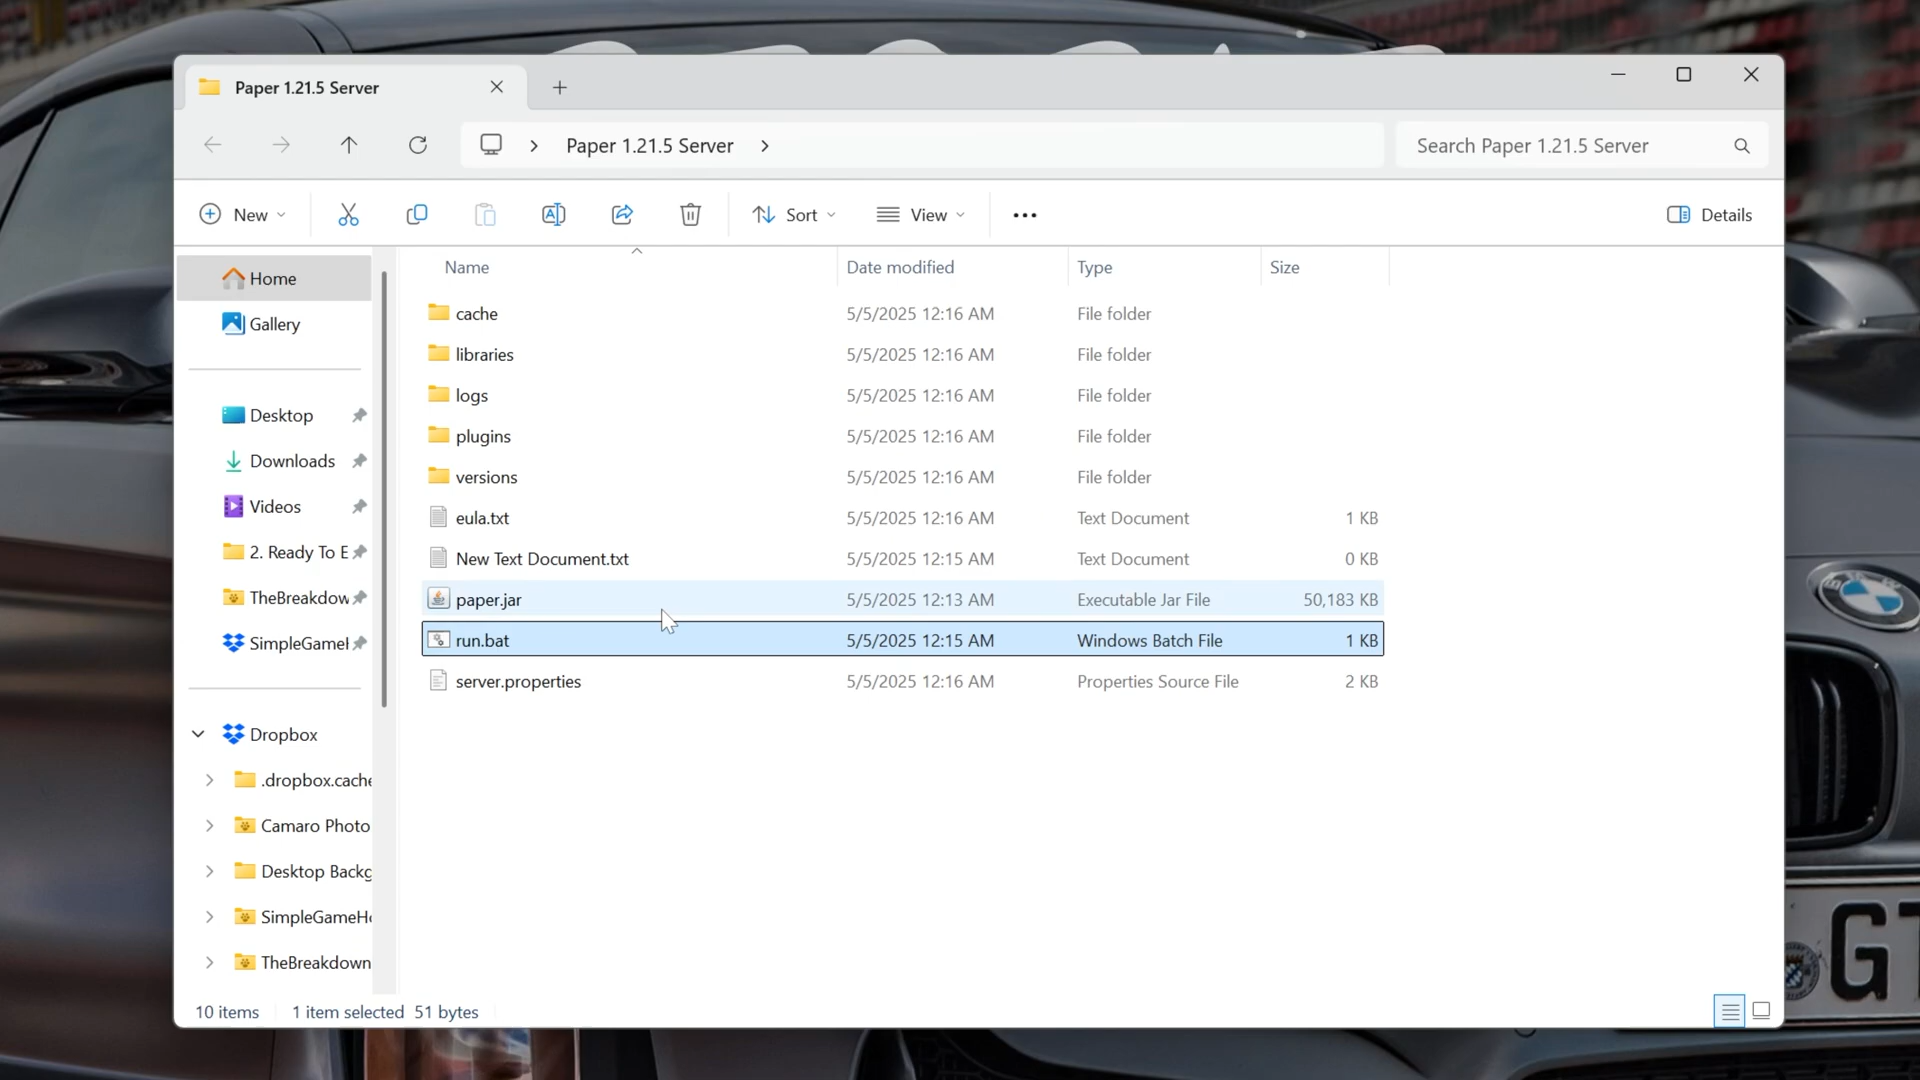 Paper 1.21.5 Server
Paper 1.21.5 Server
Search Paper 1.21.5 Server
New
Sort
View
Details
Name Date modified Type Size
Home
Gallery
Desktop
Downloads
Videos
2. Ready To E
TheBreakdow
SimpleGameH
Dropbox
.dropbox.cache
Camaro Photo
Desktop Backg
SimpleGameHo
TheBreakdown
cache 5/5/2025 12:16 AM File folder
libraries 5/5/2025 12:16 AM File folder
logs 5/5/2025 12:16 AM File folder
plugins 5/5/2025 12:16 AM File folder
versions 5/5/2025 12:16 AM File folder
eula.txt 5/5/2025 12:16 AM Text Document 1 KB
New Text Document.txt 5/5/2025 12:15 AM Text Document 0 KB
paper.jar 5/5/2025 12:13 AM Executable Jar File 50,183 KB
run.bat 5/5/2025 12:15 AM Windows Batch File 1 KB
server.properties 5/5/2025 12:16 AM Properties Source File 2 KB
10 items 1 item selected 51 bytes
BMW
GT